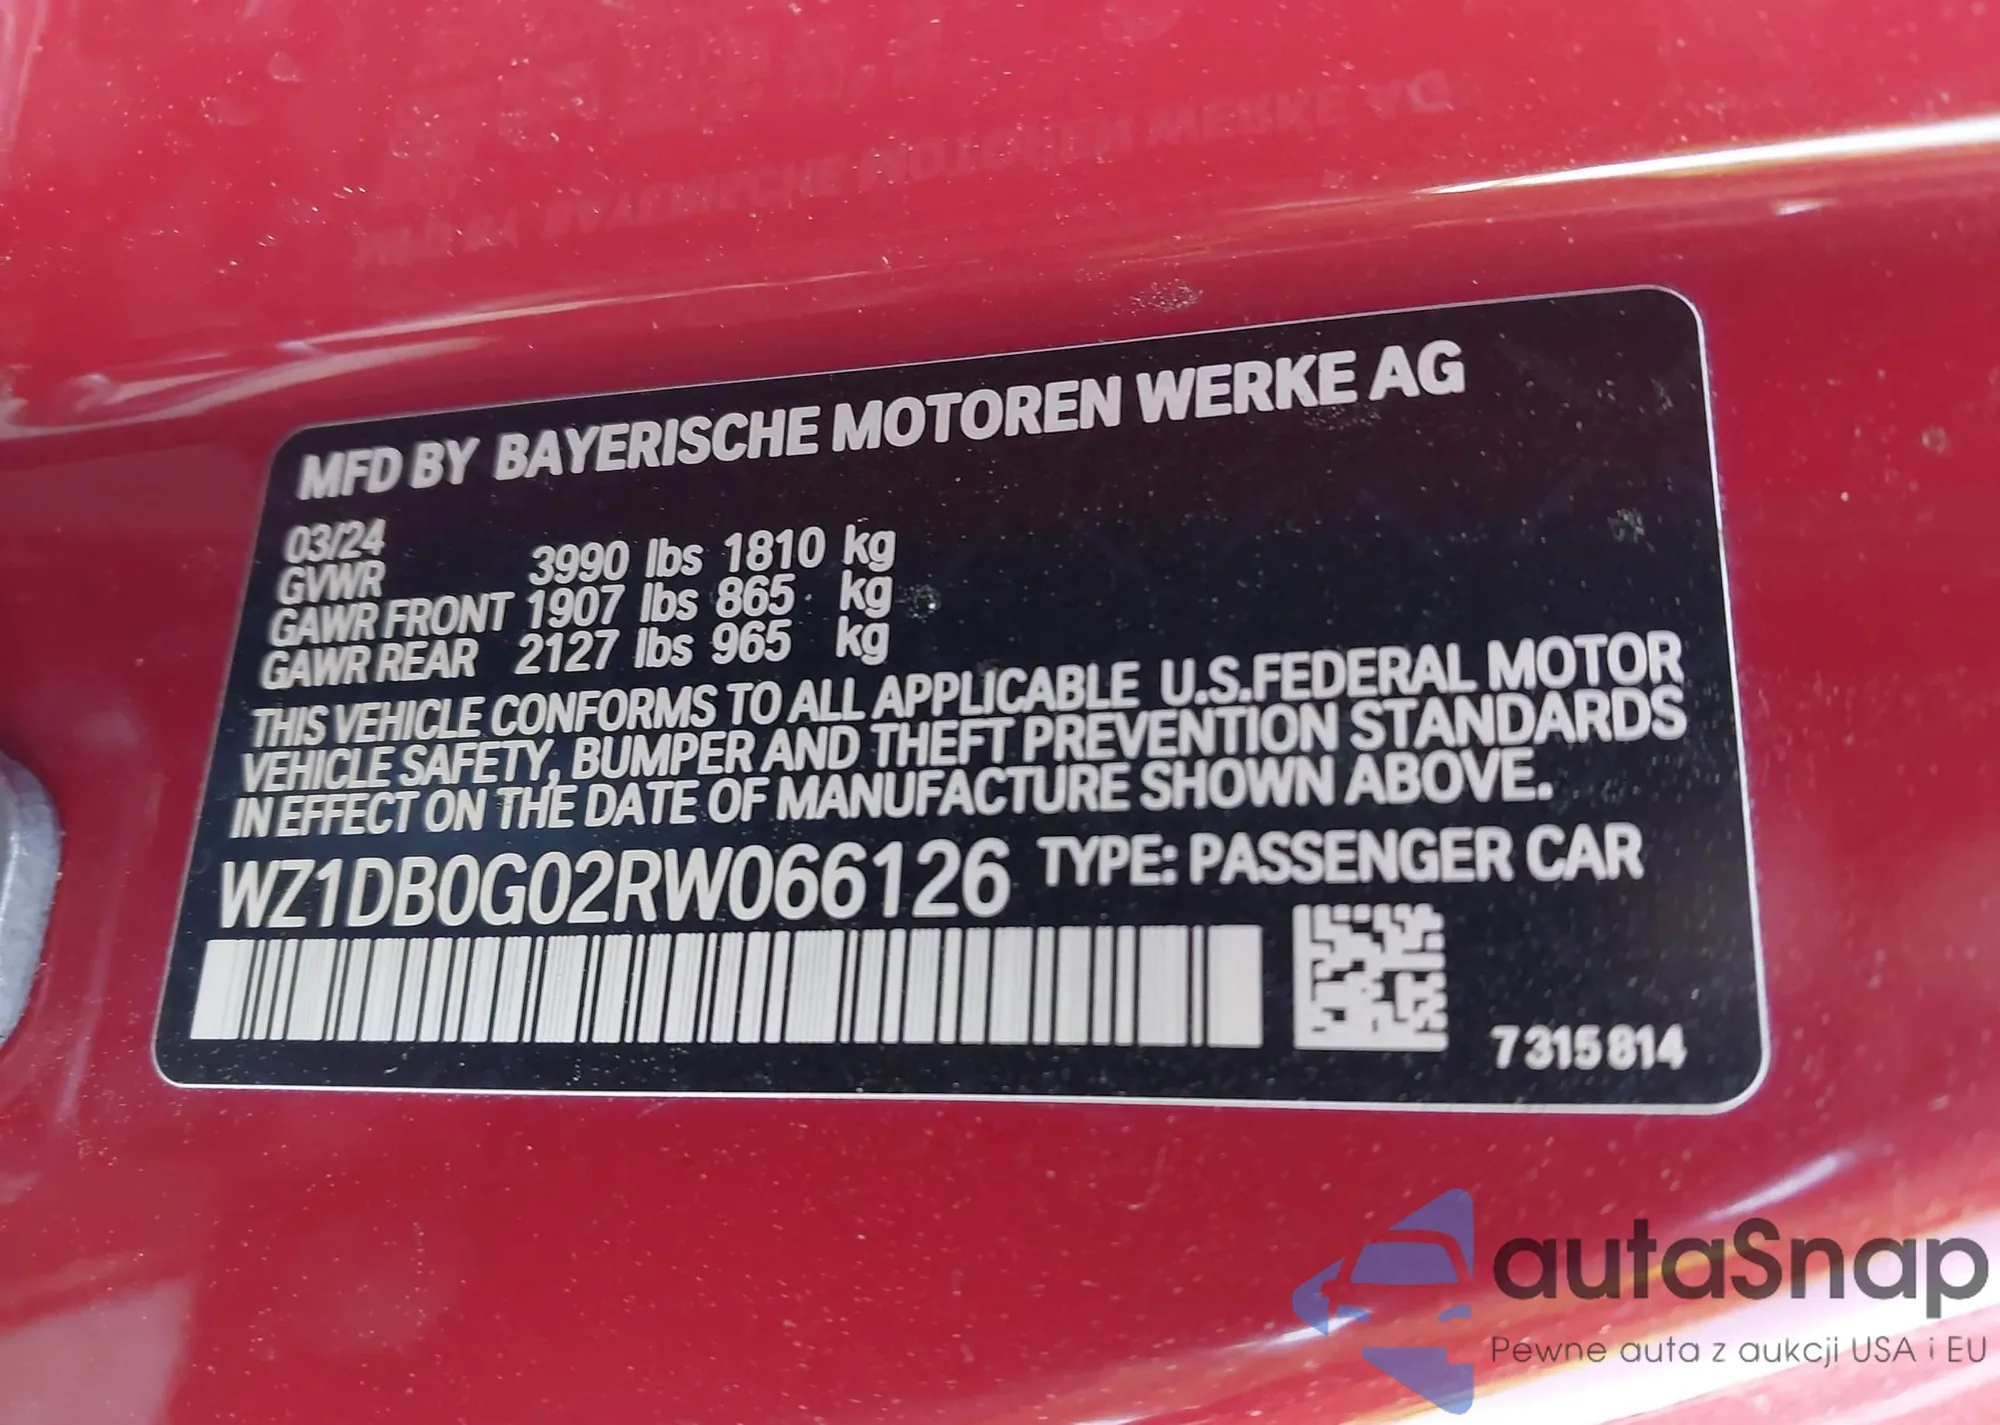 MFD BY BAYERISCHE MOTOREN WERKE AG
03/24
GVWR 3990 lbs 1810 kg
GAWR FRONT 1907 lbs 865 kg
GAWR REAR 2127 lbs 965 kg
THIS VEHICLE CONFORMS TO ALL APPLICABLE U.S.FEDERAL MOTOR
VEHICLE SAFETY, BUMPER AND THEFT PREVENTION STANDARDS
IN EFFECT ON THE DATE OF MANUFACTURE SHOWN ABOVE.
WZ1DB0G02RW066126 TYPE: PASSENGER CAR
7315814
autaSnap
Pewne auta z aukcji USA i EU